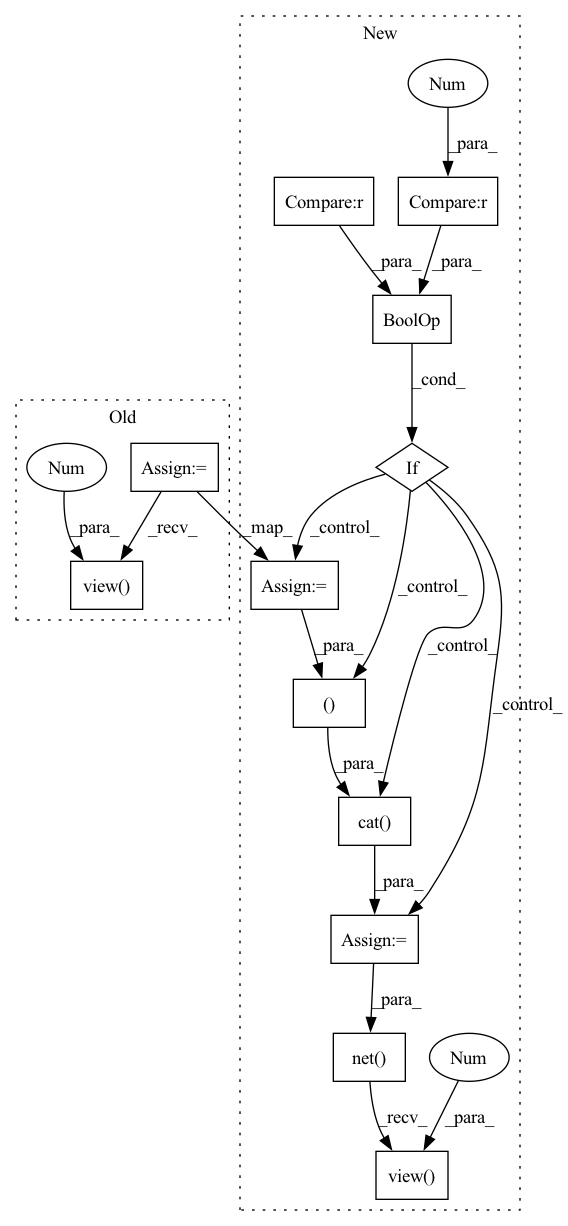 New
Num
_para_
Compare:r
Compare:r
_para_
_para_
BoolOp
_cond_
Old
Num
Assign:=
If
_para_
_recv_
_map_
_control_
view()
Assign:=
_control_
_para_
_control_
()
_control_
_para_
cat()
_para_
Assign:=
_para_
net()
Num
_recv_
_para_
view()